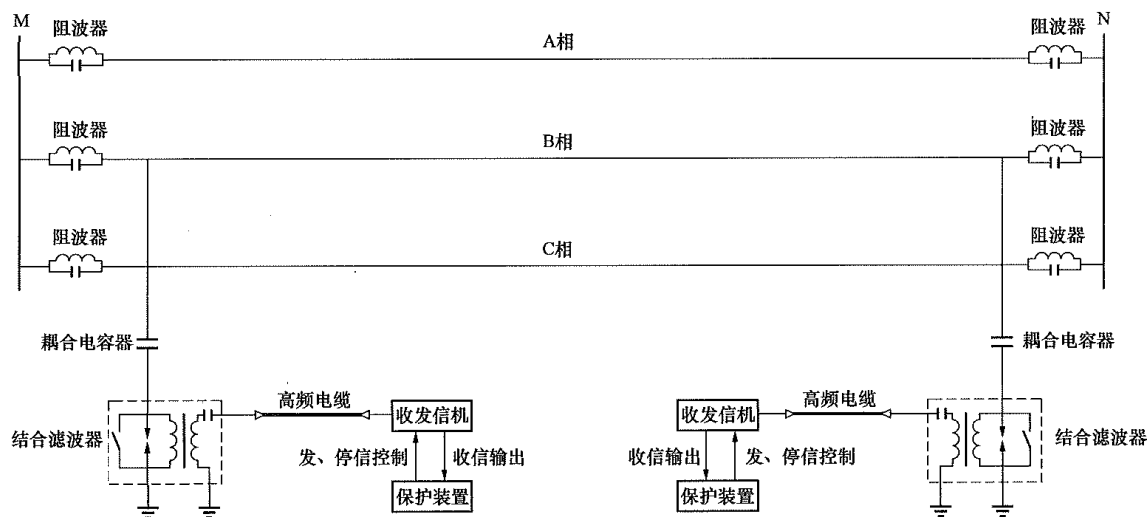 M
N
阻波器
阻波器
A相
阻波器
阻波器
B相
阻波器
阻波器
C相
耦合电容器
耦合电容器
高频电缆
高频电缆
收发信机
收发信机
结合滤波器
结合滤波器
发、停信控制
收信输出
收信输出
发、停信控制
保护装置
保护装置